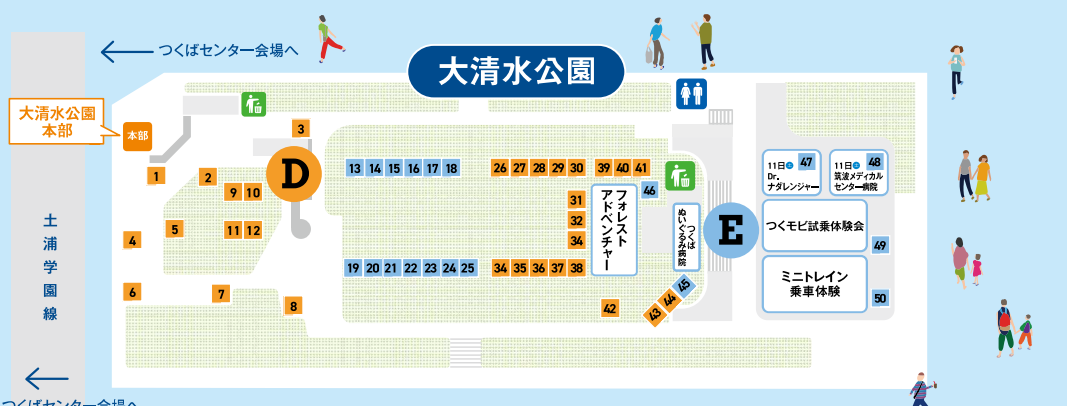 つくばセンター会場へ
大清水公園
大清水公園
本部
本部
3
1
2
9 10
11 12
5
4
6
7
8
D
13 14 15 16 17 18
26 27 28 29 30
39 40 41
46
31
32
34
フォレスト
アドベンチャー
つくば
ぬいぐるみ病院
E
11日土 47
Dr.
ナダレンジャー
11日土 48
筑波メディカル
センター病院
つくモビ試乗体験会
49
ミニトレイン
乗車体験
50
19 20 21 22 23 24 25
34 35 36 37 38
42
43 44 45
土浦学園線
つくばセンター会場へ